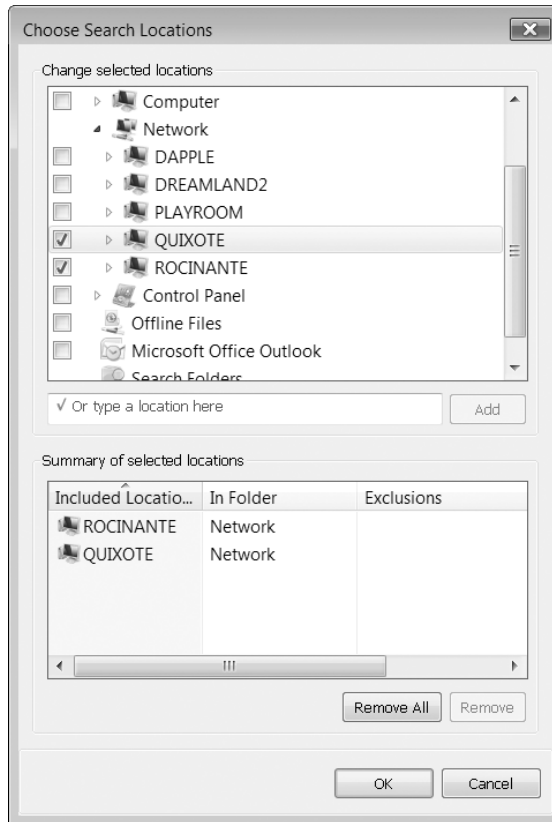 Choose Search Locations
Change selected locations
Computer
Network
DAPPLE
DREAMLAND2
PLAYROOM
QUIXOTE
ROCINANTE
Control Panel
Offline Files
Microsoft Office Outlook
Search Folders
√ Or type a location here Add
Summary of selected locations
Included Locatio... In Folder Exclusions
ROCINANTE Network
QUIXOTE Network
Remove All Remove
OK Cancel